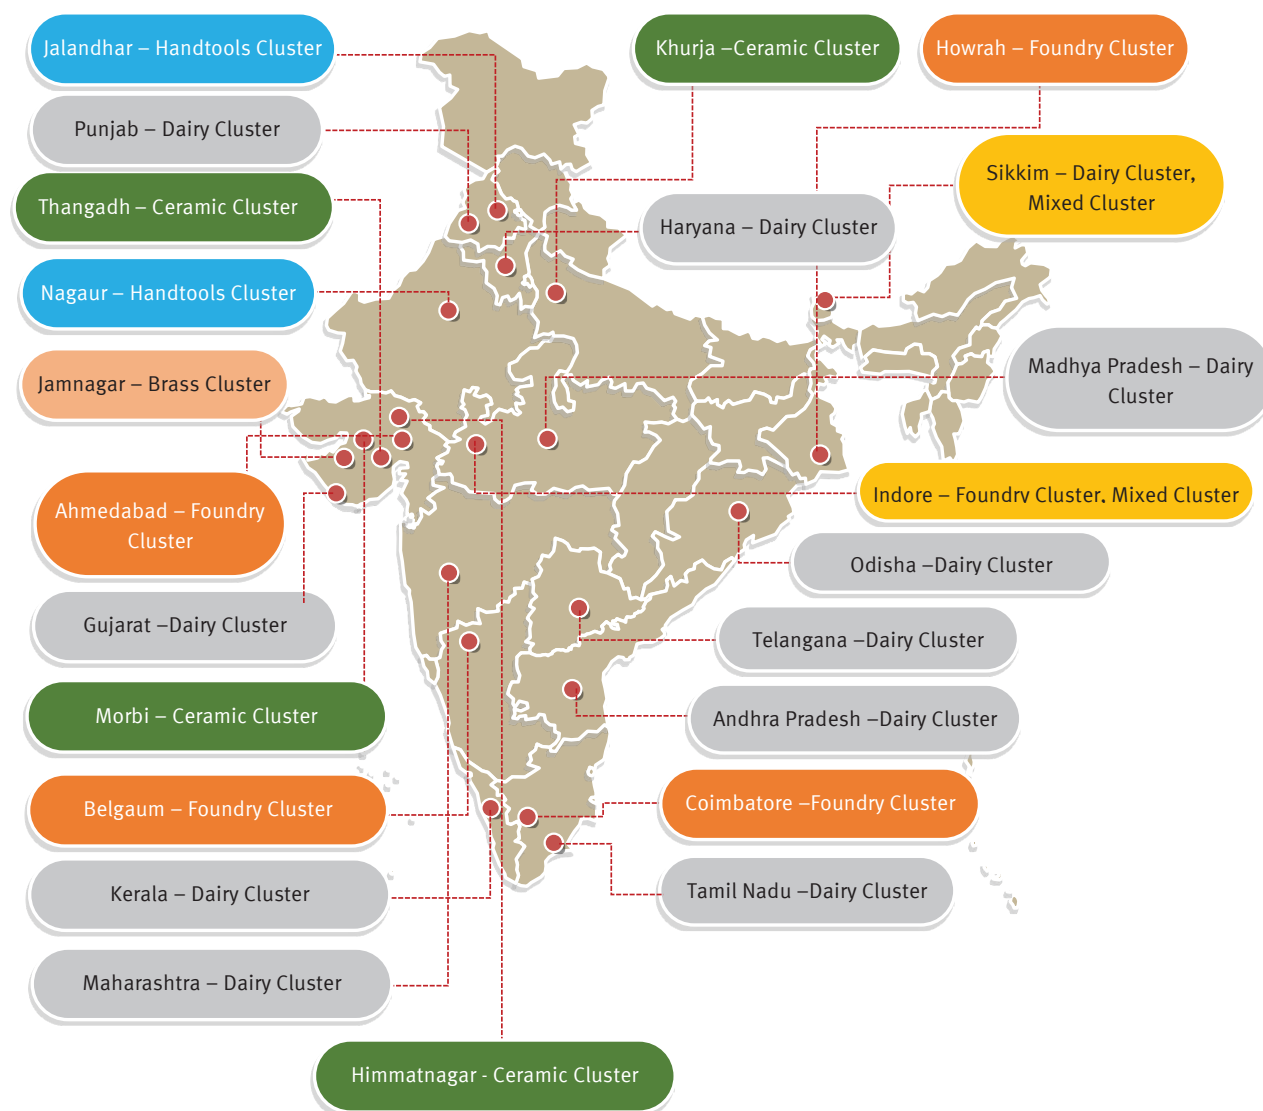 Jalandhar – Handtools Cluster
Punjab – Dairy Cluster
Thangadh – Ceramic Cluster
Nagaur – Handtools Cluster
Jamnagar – Brass Cluster
Ahmedabad – Foundry
Cluster
Gujarat –Dairy Cluster
Morbi – Ceramic Cluster
Belgaum – Foundry Cluster
Kerala – Dairy Cluster
Maharashtra – Dairy Cluster
Himmatnagar - Ceramic Cluster
Khurja –Ceramic Cluster
Howrah – Foundry Cluster
Sikkim – Dairy Cluster,
Mixed Cluster
Haryana – Dairy Cluster
Madhya Pradesh – Dairy
Cluster
Indore – Foundry Cluster, Mixed Cluster
Odisha –Dairy Cluster
Telangana –Dairy Cluster
Andhra Pradesh –Dairy Cluster
Coimbatore –Foundry Cluster
Tamil Nadu –Dairy Cluster